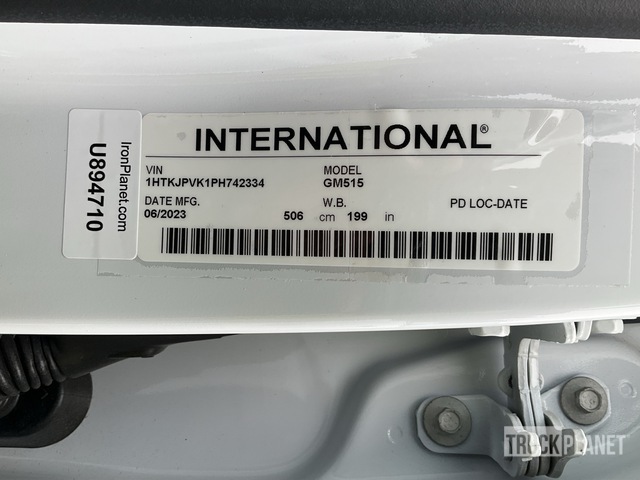 IronPlanet.com
U894710
INTERNATIONAL®
VIN MODEL
1HTKJPVK1PH742334 GM515
DATE MFG. W.B. PD LOC-DATE
06/2023 506 cm 199 in
TRUCKPLANET